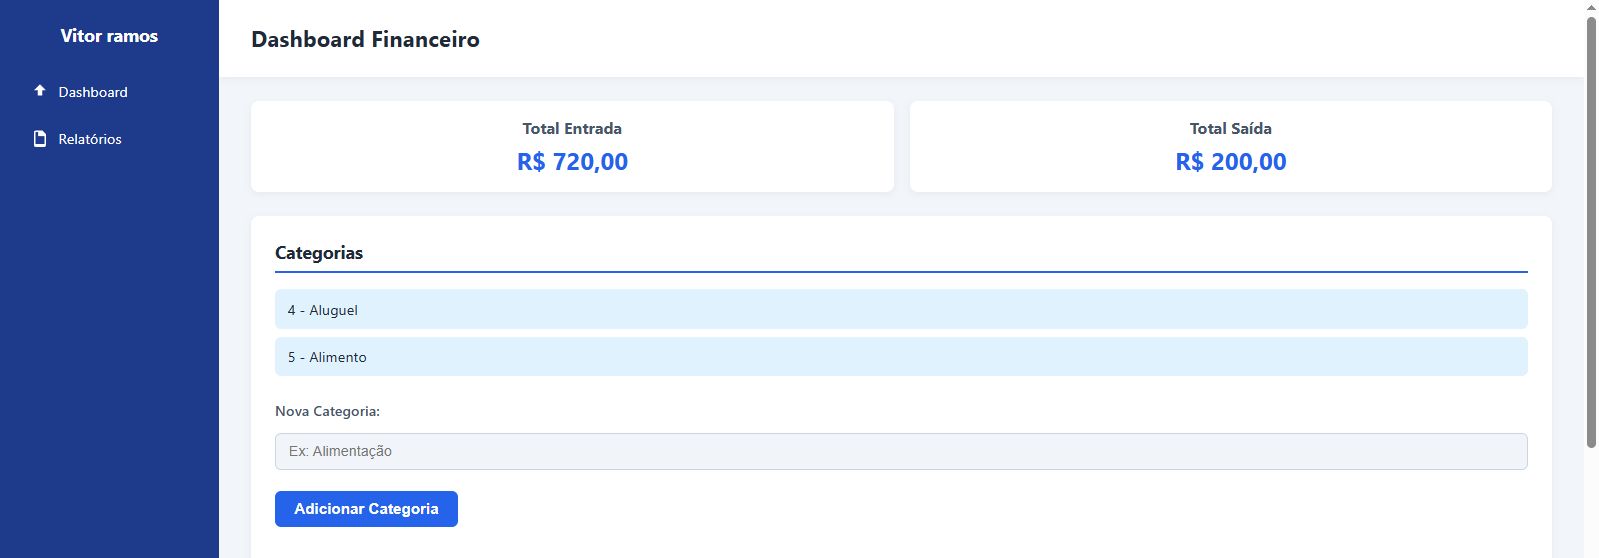 Vitor ramos
Dashboard
Relatórios
Dashboard Financeiro
Total Entrada
R$ 720,00
Total Saída
R$ 200,00
Categorias
4 - Aluguel
5 - Alimento
Nova Categoria:
Ex: Alimentação
Adicionar Categoria